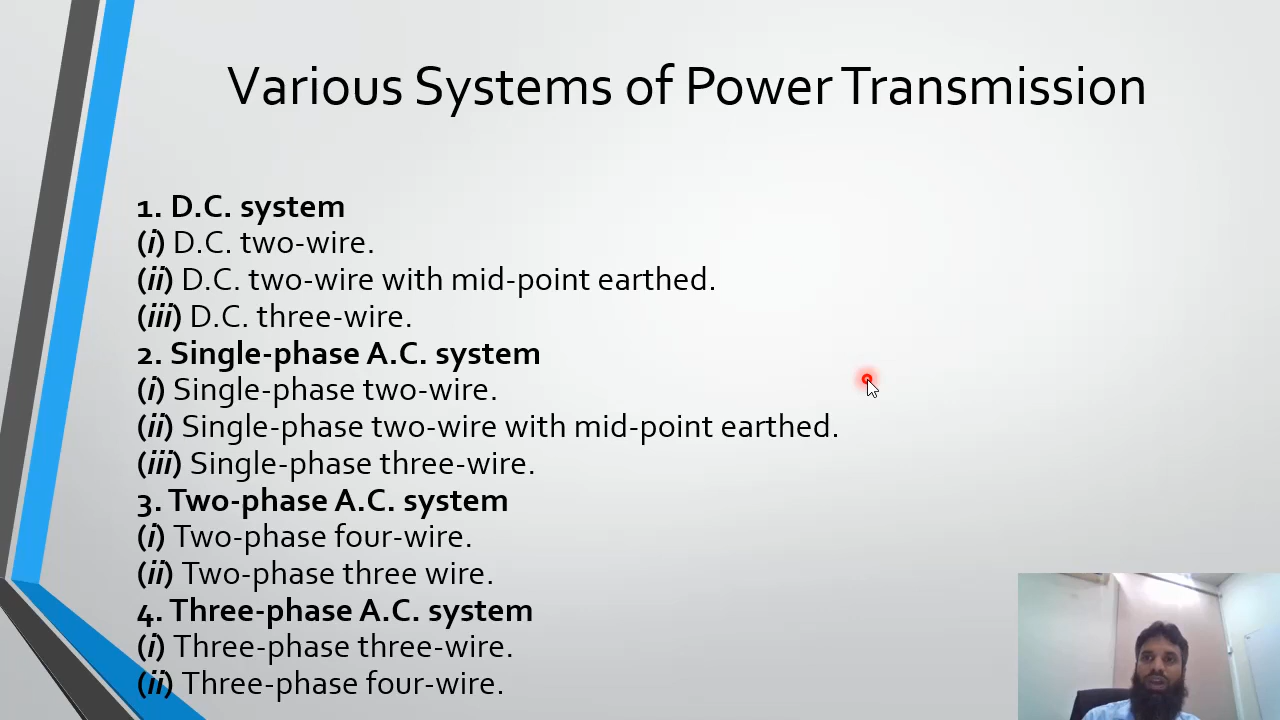 Various Systems of Power Transmission
1. D.C. system
(i) D.C. two-wire.
(ii) D.C. two-wire with mid-point earthed.
(iii) D.C. three-wire.
2. Single-phase A.C. system
(i) Single-phase two-wire.
(ii) Single-phase two-wire with mid-point earthed.
(iii) Single-phase three-wire.
3. Two-phase A.C. system
(i) Two-phase four-wire.
(ii) Two-phase three wire.
4. Three-phase A.C. system
(i) Three-phase three-wire.
(ii) Three-phase four-wire.